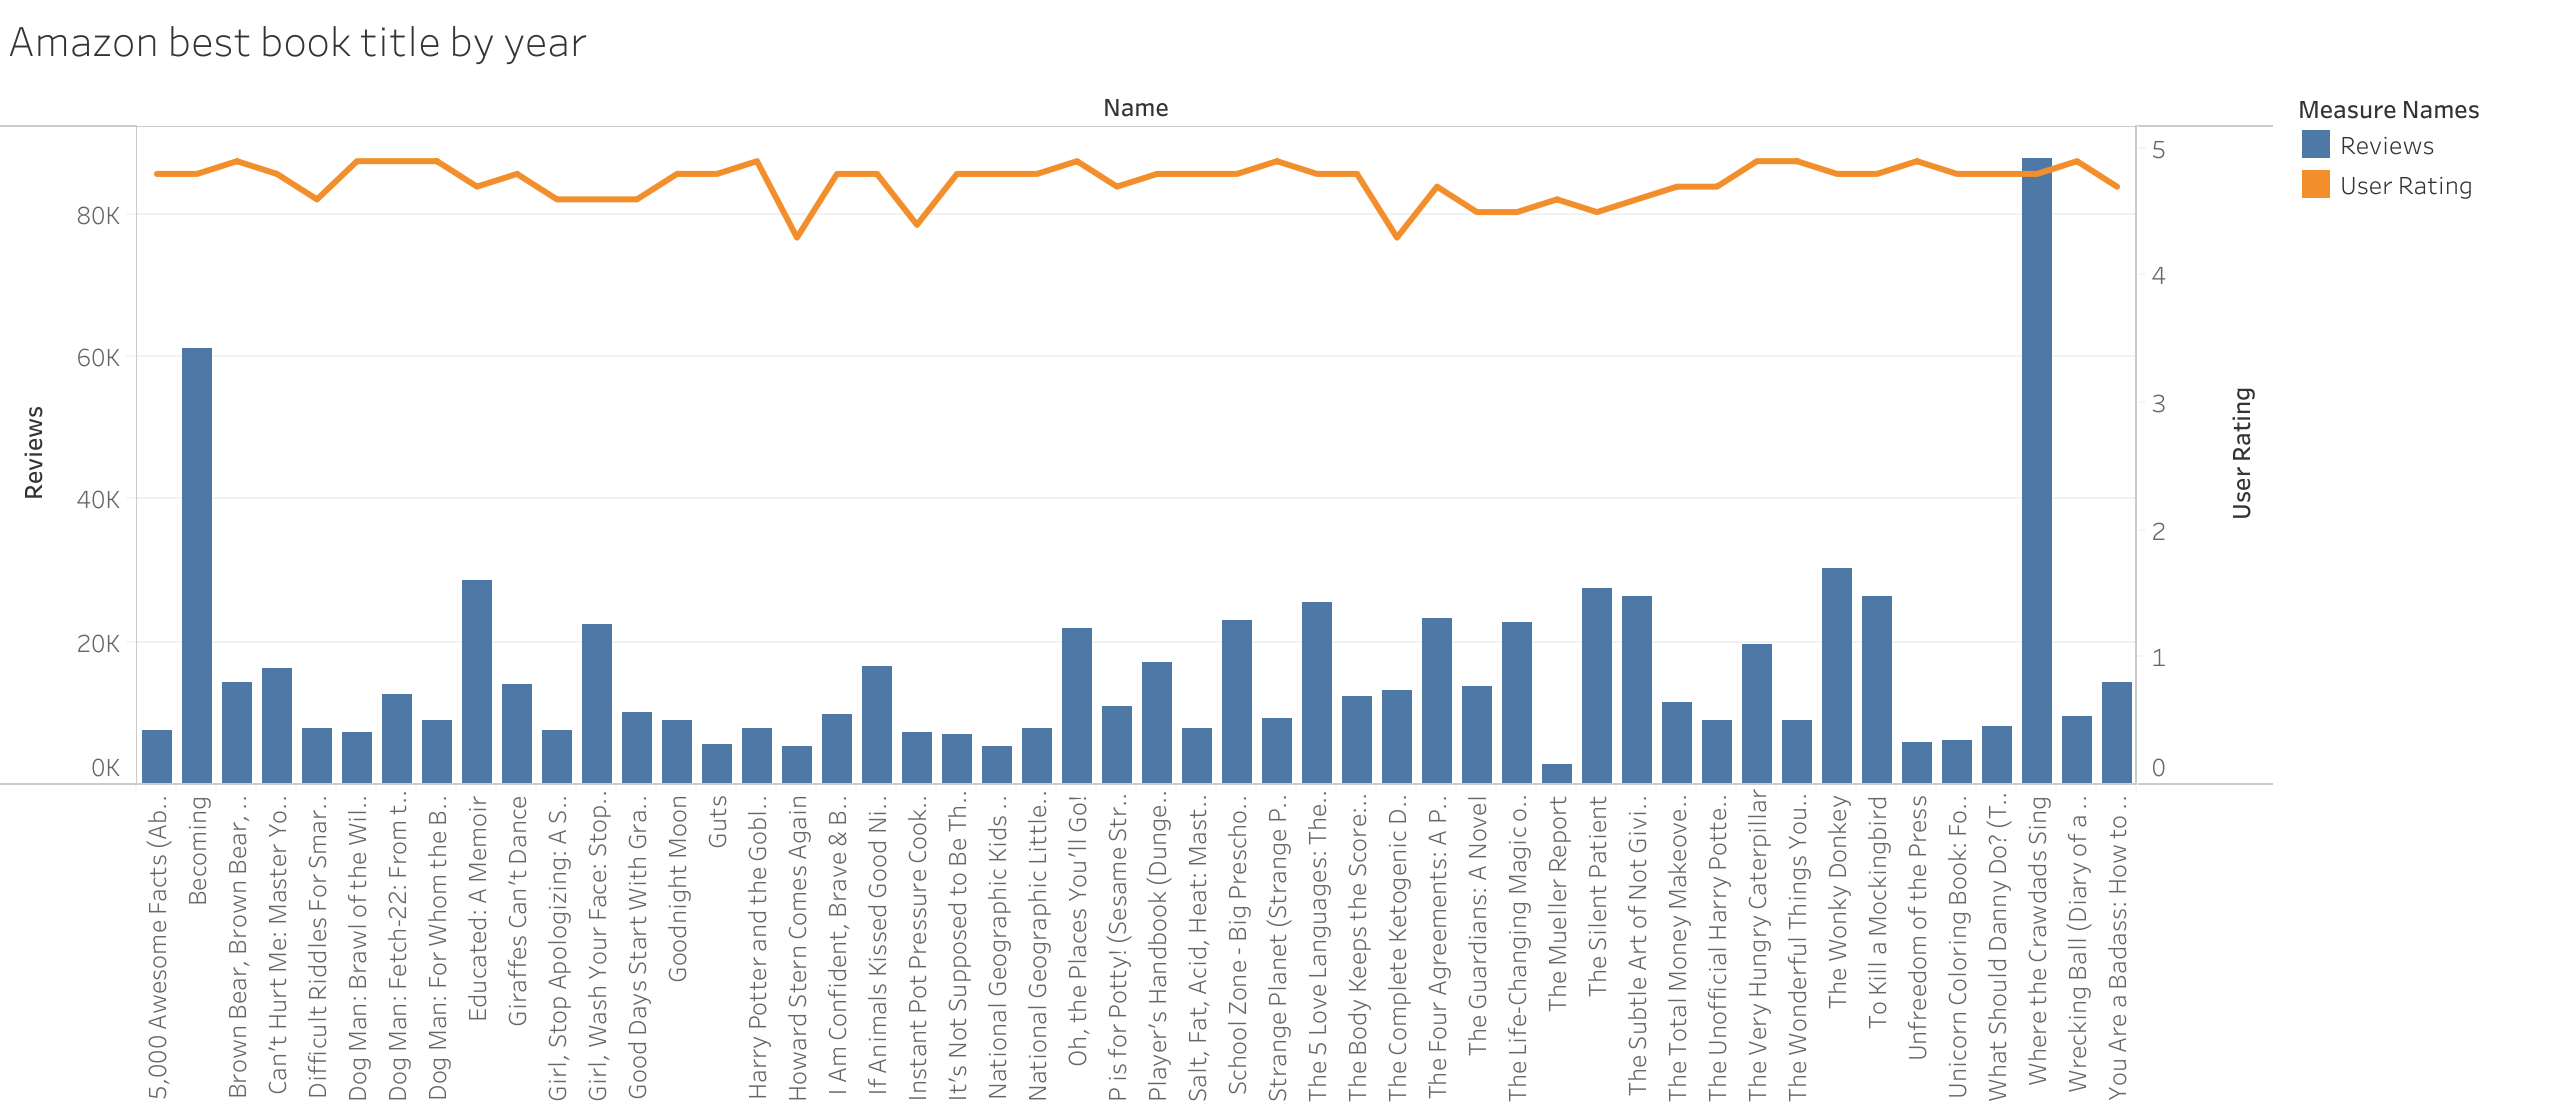 Amazon best book title by year
Name
Measure Names
Reviews
User Rating
Reviews
80K
60K
40K
20K
0K
5
4
3
2
1
0
User Rating
5,000 Awesome Facts (Ab..
Becoming
Brown Bear, Brown Bear, ..
Can't Hurt Me: Master Yo..
Difficult Riddles For Smar..
Dog Man: Brawl of the Wil..
Dog Man: Fetch-22: From t..
Dog Man: For Whom the B..
Educated: A Memoir
Giraffes Can't Dance
Girl, Stop Apologizing: A S..
Girl, Wash Your Face: Stop..
Good Days Start With Gra..
Goodnight Moon
Guts
Harry Potter and the Gobl..
Howard Stern Comes Again
I Am Confident, Brave & B..
If Animals Kissed Good Ni..
Instant Pot Pressure Cook..
It's Not Supposed to Be Th..
National Geographic Kids ..
National Geographic Little..
Oh, the Places You'll Go!
P is for Potty! (Sesame Str..
Player's Handbook (Dunge..
Salt, Fat, Acid, Heat: Mast..
School Zone - Big Prescho..
Strange Planet (Strange P..
The 5 Love Languages: The..
The Body Keeps the Score:..
The Complete Ketogenic D..
The Four Agreements: A P..
The Guardians: A Novel
The Life-Changing Magic o..
The Mueller Report
The Silent Patient
The Subtle Art of Not Givi..
The Total Money Makeove..
The Unofficial Harry Potte..
The Very Hungry Caterpillar
The Wonderful Things You..
The Wonky Donkey
To Kill a Mockingbird
Unfreedom of the Press
Unicorn Coloring Book: Fo..
What Should Danny Do? (T..
Where the Crawdads Sing
Wrecking Ball (Diary of a ..
You Are a Badass: How to ..